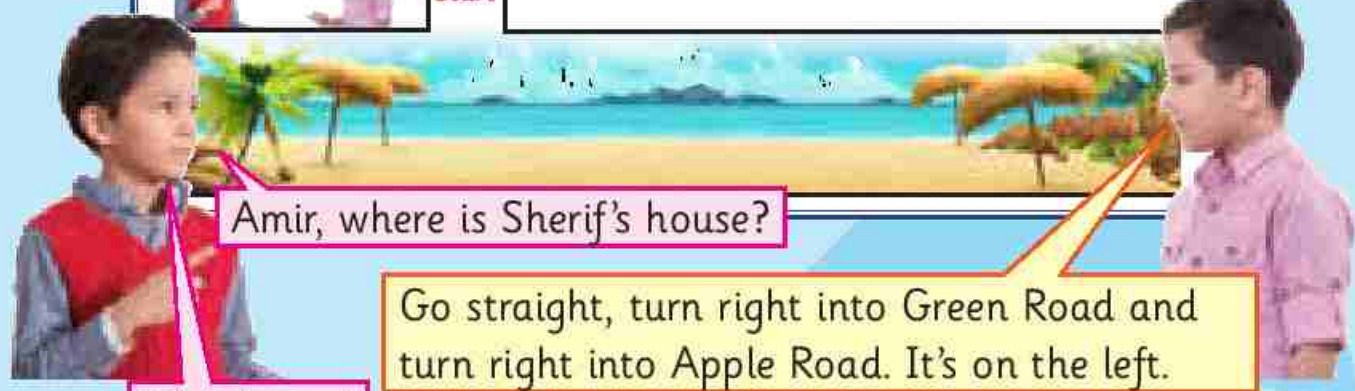 Amir, where is Sherif's house?
Go straight, turn right into Green Road and
turn right into Apple Road. It's on the left.